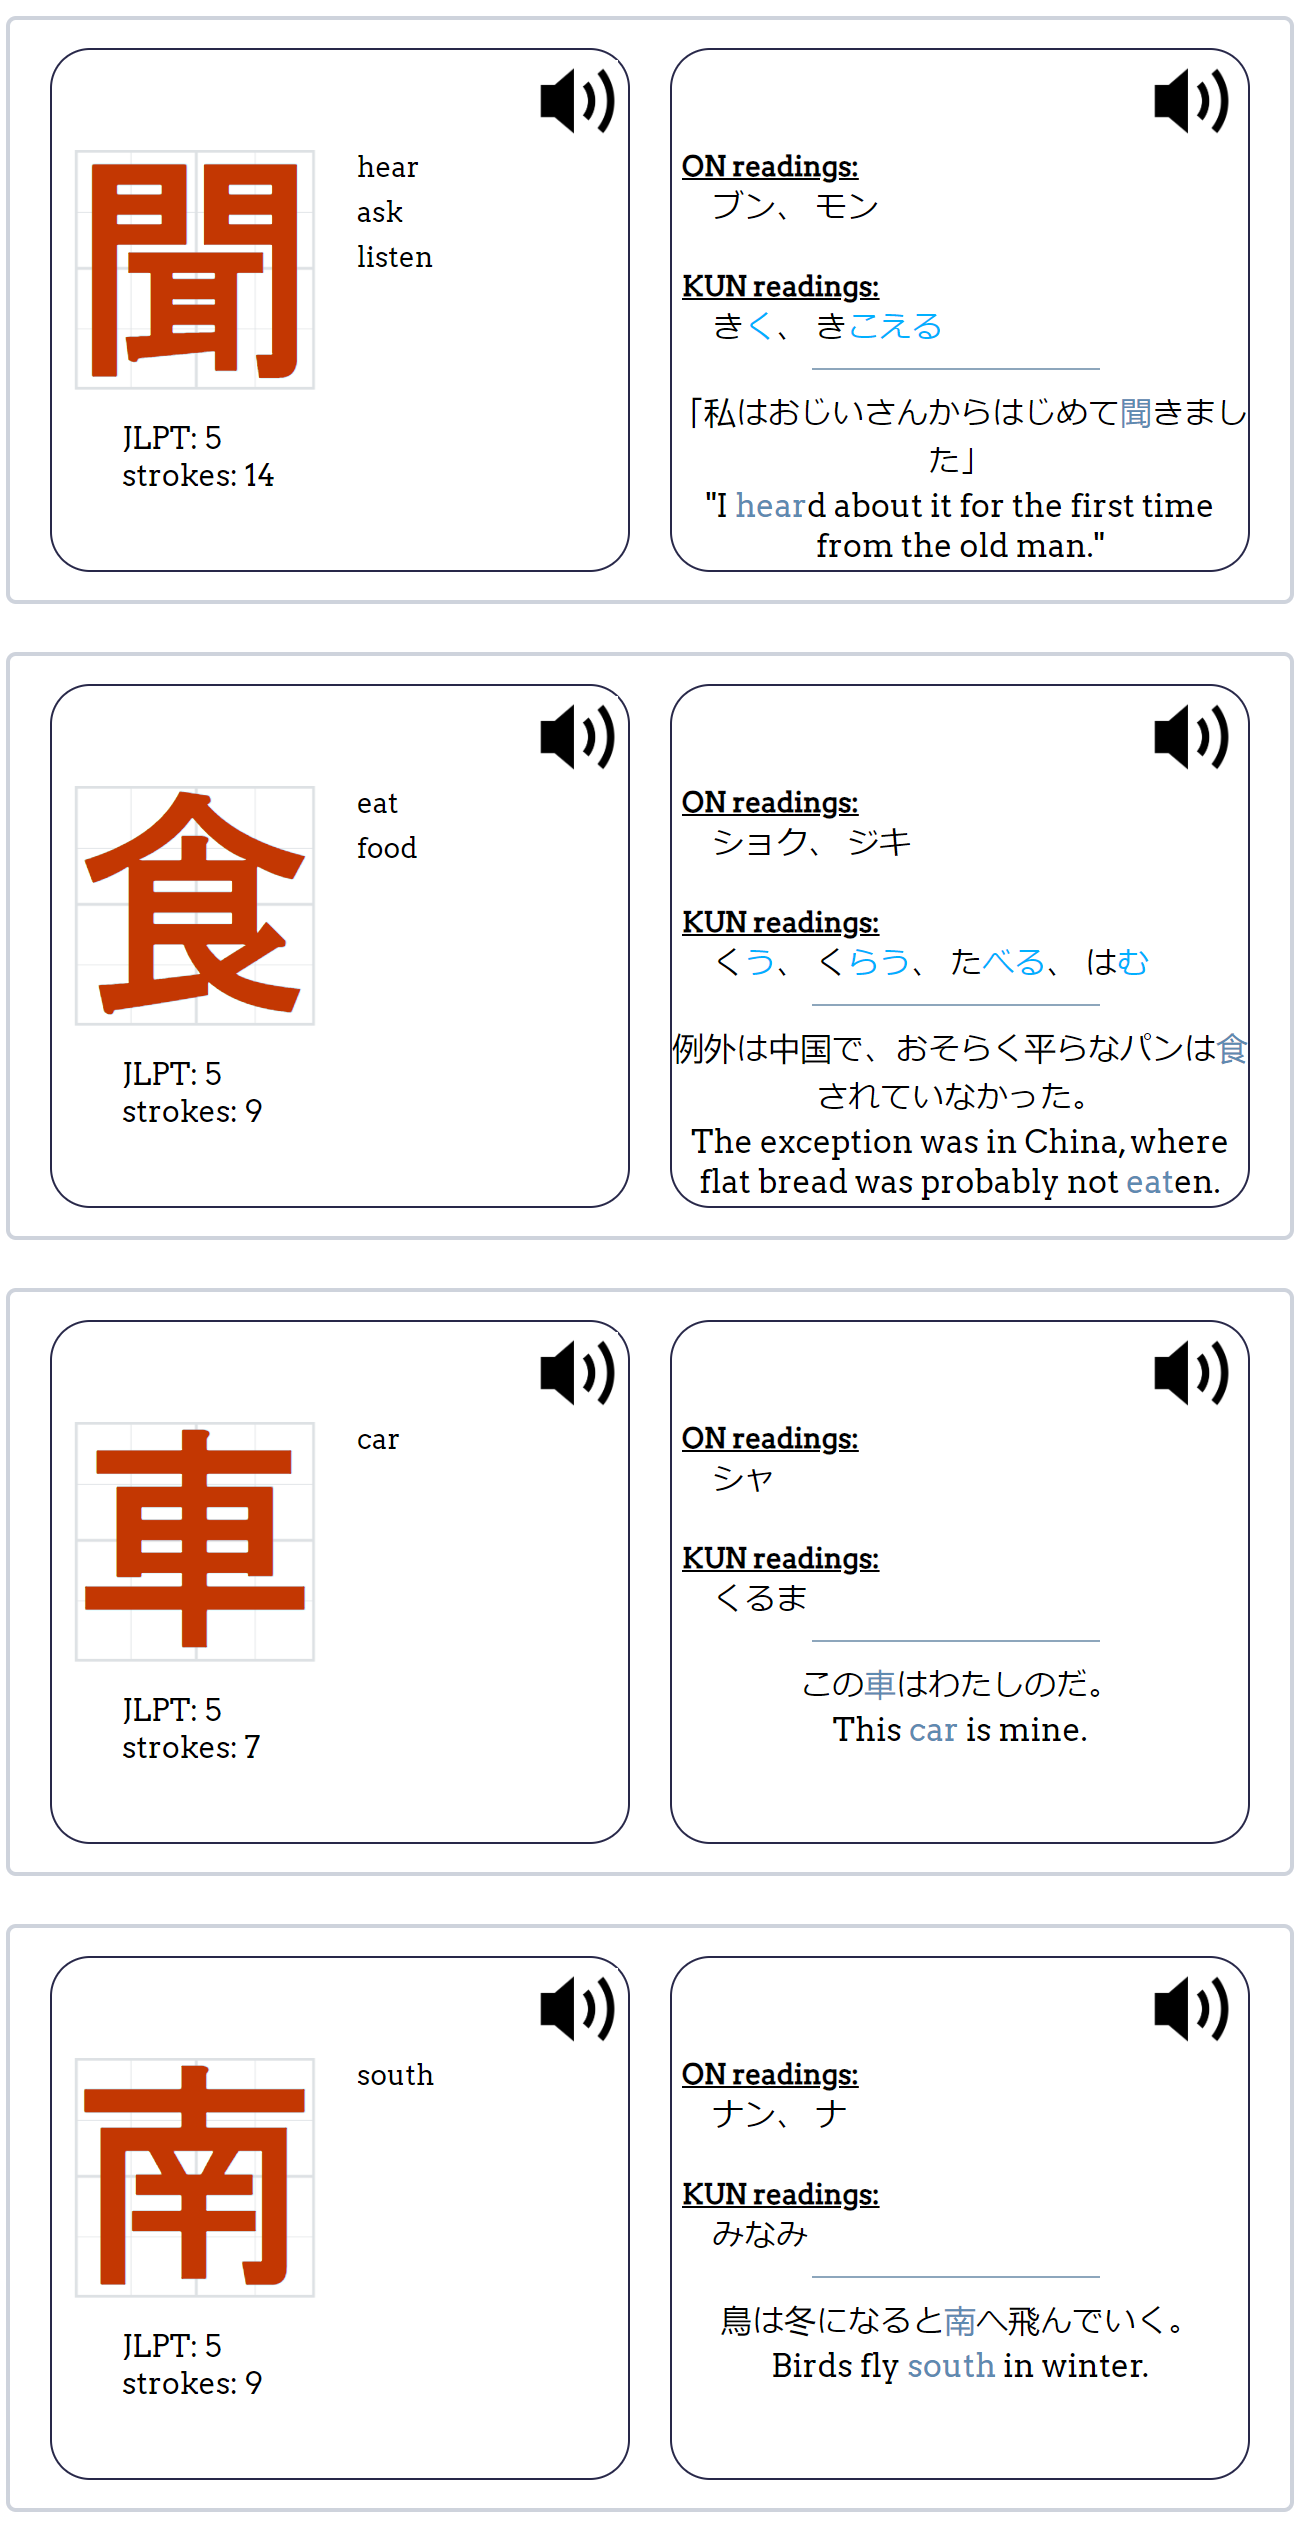 聞
hear
ask
listen
JLPT: 5
strokes: 14
ON readings:
ブン、 モン
KUN readings:
きく、 きこえる
「私はおじいさんからはじめて聞きまし
た」
"I heard about it for the first time
from the old man."
食
eat
food
JLPT: 5
strokes: 9
ON readings:
ショク、 ジキ
KUN readings:
くう、 くらう、 たべる、 はむ
例外は中国で、おそらく平らなパンは食
されていなかった。
The exception was in China, where
flat bread was probably not eaten.
車
car
JLPT: 5
strokes: 7
ON readings:
シャ
KUN readings:
くるま
この車はわたしのだ。
This car is mine.
南
south
JLPT: 5
strokes: 9
ON readings:
ナン、 ナ
KUN readings:
みなみ
鳥は冬になると南へ飛んでいく。
Birds fly south in winter.